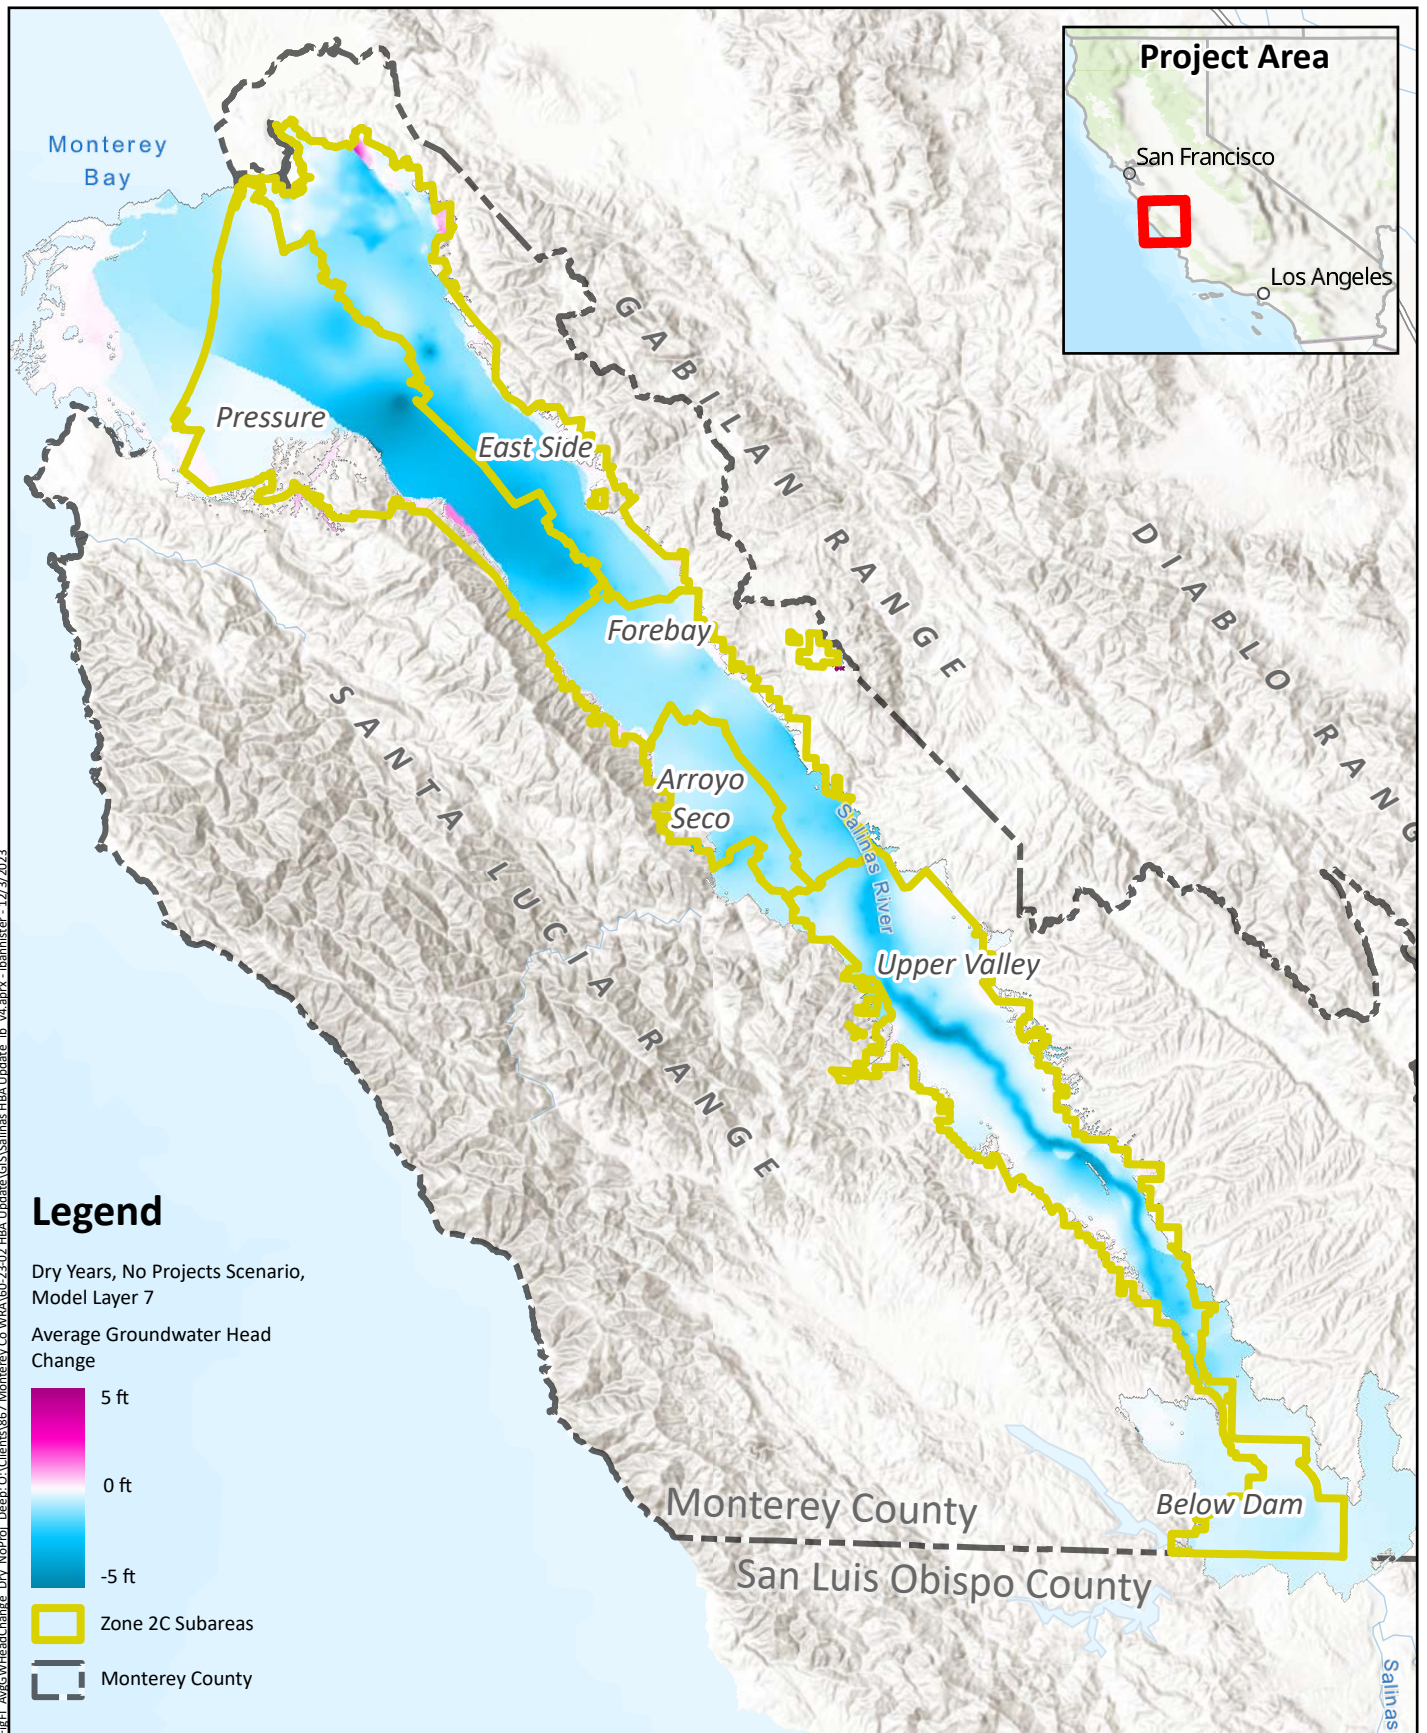 Project Area
San Francisco
Los Angeles
Monterey
Bay
GABILAN RANGE
DIABLO RANG
Pressure
East Side
Forebay
SANTA LUCIA RANGE
Arroyo
Seco
Salinas River
Upper Valley
Below Dam
Monterey County
San Luis Obispo County
Salinas
Legend
Dry Years, No Projects Scenario,
Model Layer 7
Average Groundwater Head
Change
5 ft
0 ft
-5 ft
Zone 2C Subareas
Monterey County